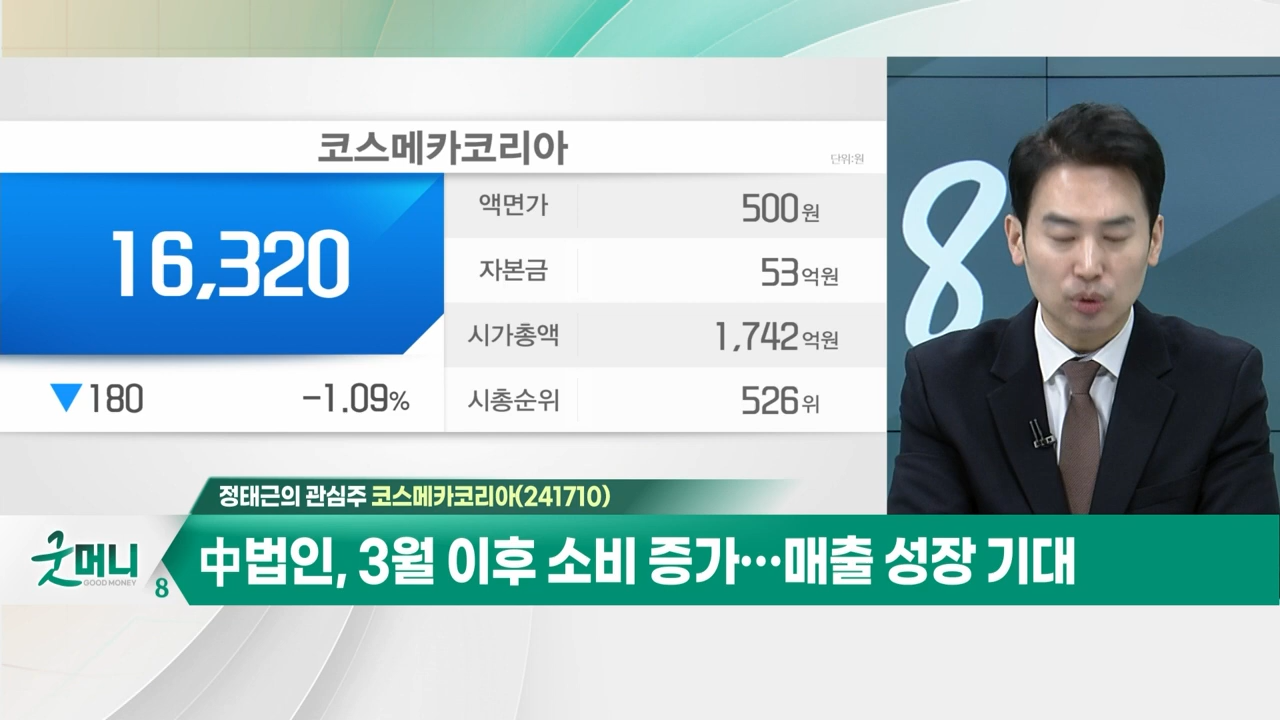 코스메카코리아
단위:원
16,320
▼180 -1.09%
액면가 500원
자본금 53억원
시가총액 1,742억원
시총순위 526위
8
정태근의 관심주 코스메카코리아(241710)
굿머니
GOOD MONEY
8
中법인, 3월 이후 소비 증가…매출 성장 기대